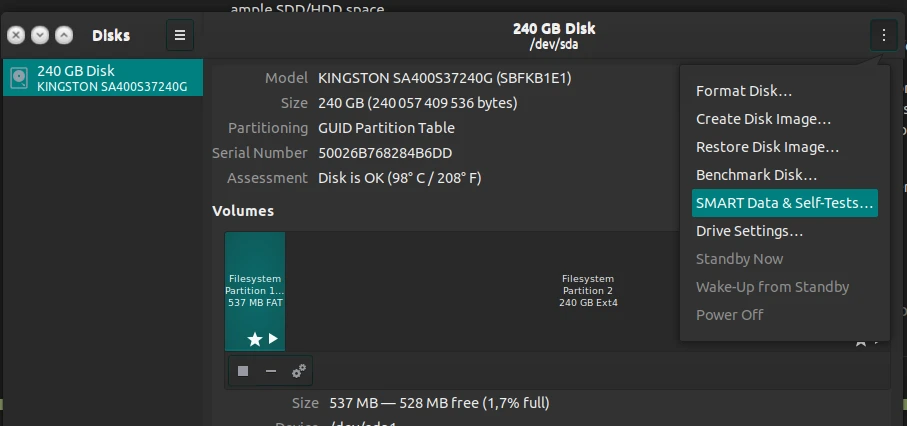 ample SDD/HDD space
Disks
240 GB Disk
/dev/sda
240 GB Disk
KINGSTON SA400S37240G
Model KINGSTON SA400S37240G (SBFKB1E1)
Size 240 GB (240 057 409 536 bytes)
Partitioning GUID Partition Table
Serial Number 50026B768284B6DD
Assessment Disk is OK (98° C / 208° F)
Volumes
Filesystem
Partition 1…
537 MB FAT
Filesystem
Partition 2
240 GB Ext4
Format Disk…
Create Disk Image…
Restore Disk Image…
Benchmark Disk…
SMART Data & Self-Tests…
Drive Settings…
Standby Now
Wake-Up from Standby
Power Off
Size 537 MB — 528 MB free (1,7% full)
Device /dev/sda1